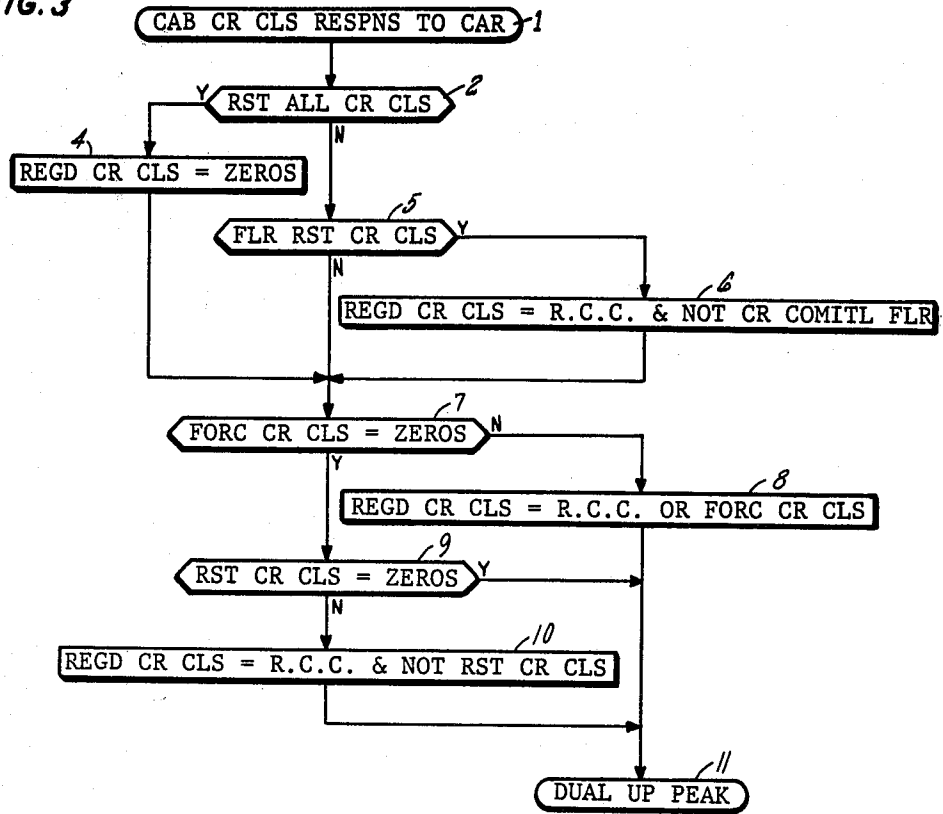 FIG. 3
CAB CR CLS RESPNS TO CAR 1
2
Y RST ALL CR CLS
N
4
REGD CR CLS = ZEROS
5
FLR RST CR CLS Y
N
6
REGD CR CLS = R.C.C. & NOT CR COMITL FLR
7
FORC CR CLS = ZEROS N
Y
8
REGD CR CLS = R.C.C. OR FORC CR CLS
9
RST CR CLS = ZEROS Y
N
10
REGD CR CLS = R.C.C. & NOT RST CR CLS
11
DUAL UP PEAK